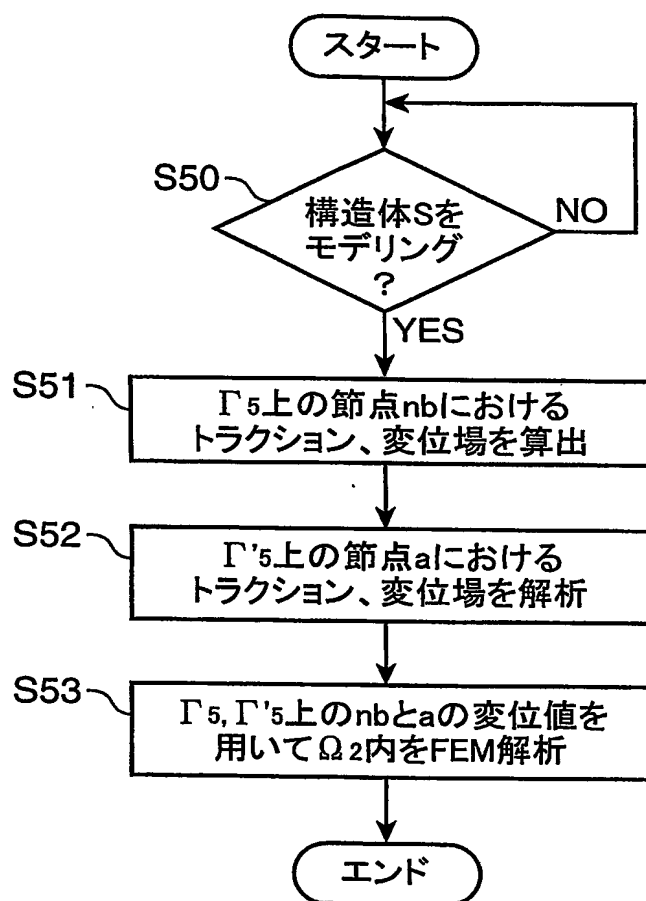 スタート
S50
構造体Sを
モデリング
?
NO
YES
S51
Γ5上の節点nbにおける
トラクション、変位場を算出
S52
Γ'5上の節点aにおける
トラクション、変位場を解析
S53
Γ5,Γ'5上のnbとaの変位値を
用いてΩ2内をFEM解析
エンド